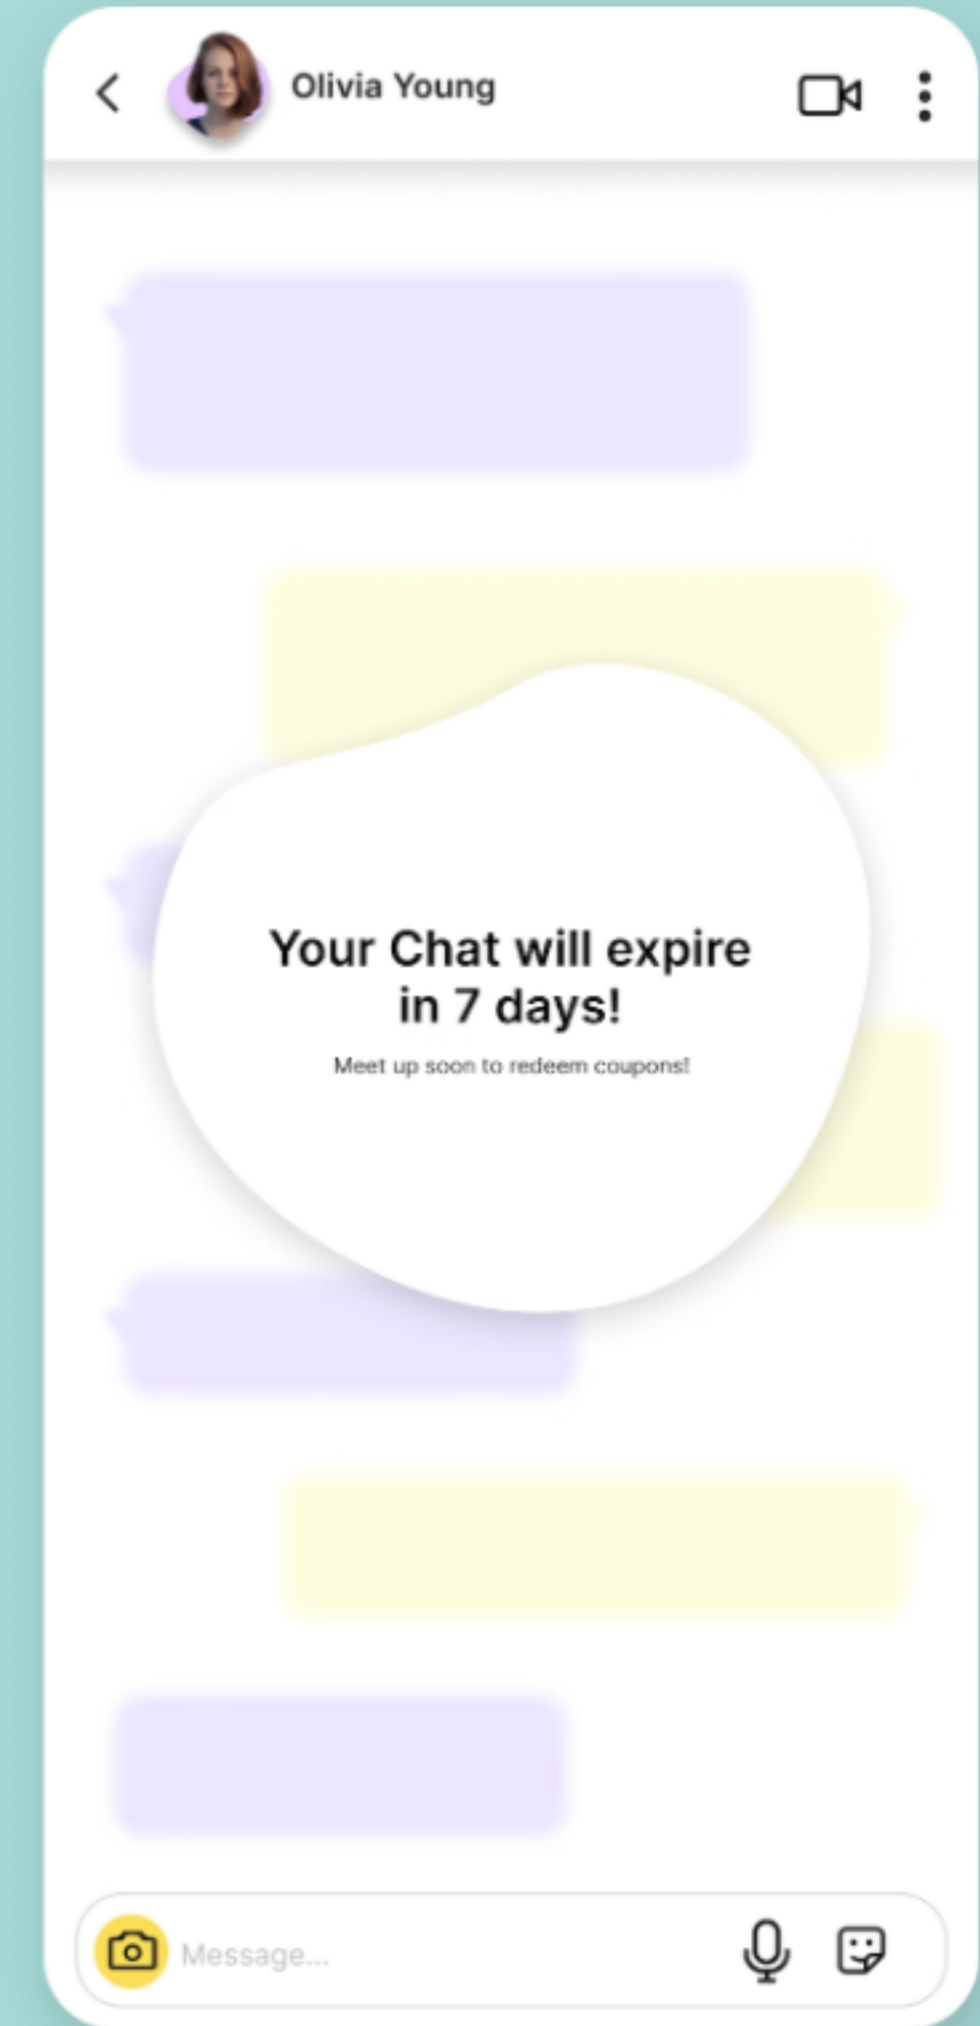 Olivia Young
Your Chat will expire
in 7 days!
Meet up soon to redeem coupons!
Message...